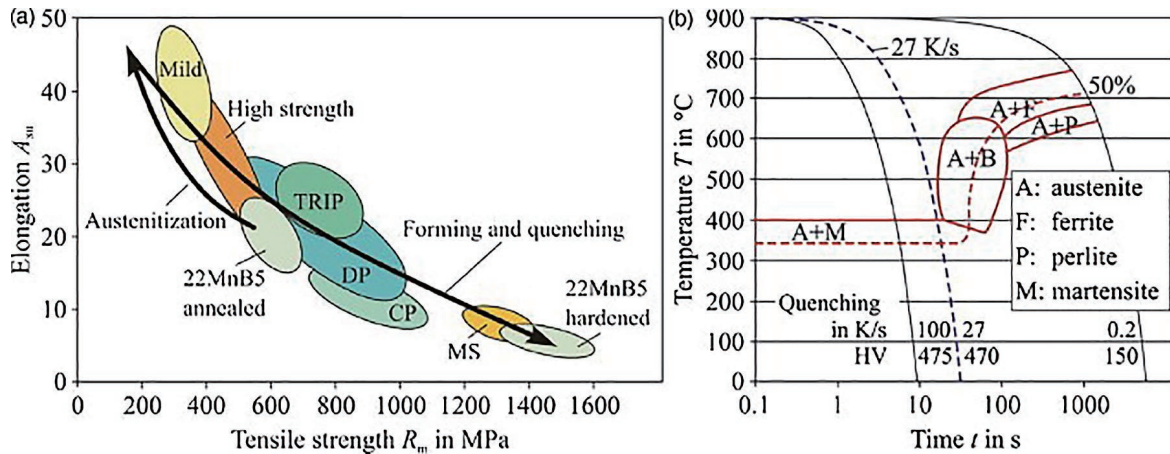 (a)
50
40
30
20
10
0
Elongation A₈₀
Mild
High strength
TRIP
Austenitization
Forming and quenching
22MnB5
annealed
DP
CP
22MnB5
hardened
MS
0 200 400 600 800 1000 1200 1400 1600
Tensile strength Rm in MPa
(b)
900
800
700
600
500
400
300
200
100
0
Temperature T in °C
27 K/s
50%
A+F
A+P
A+B
A+M
A: austenite
F: ferrite
P: perlite
M: martensite
Quenching
in K/s 100 27 0.2
HV 475 470 150
0.1 1 10 100 1000
Time t in s